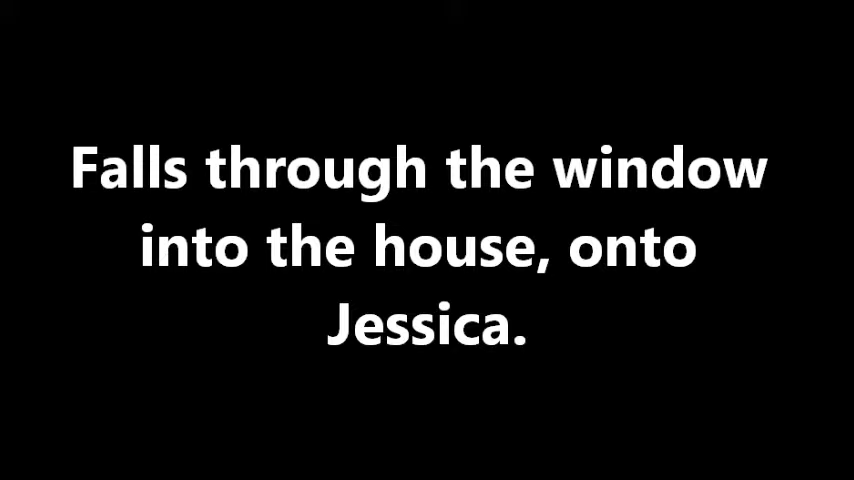 Falls through the window
into the house, onto
Jessica.